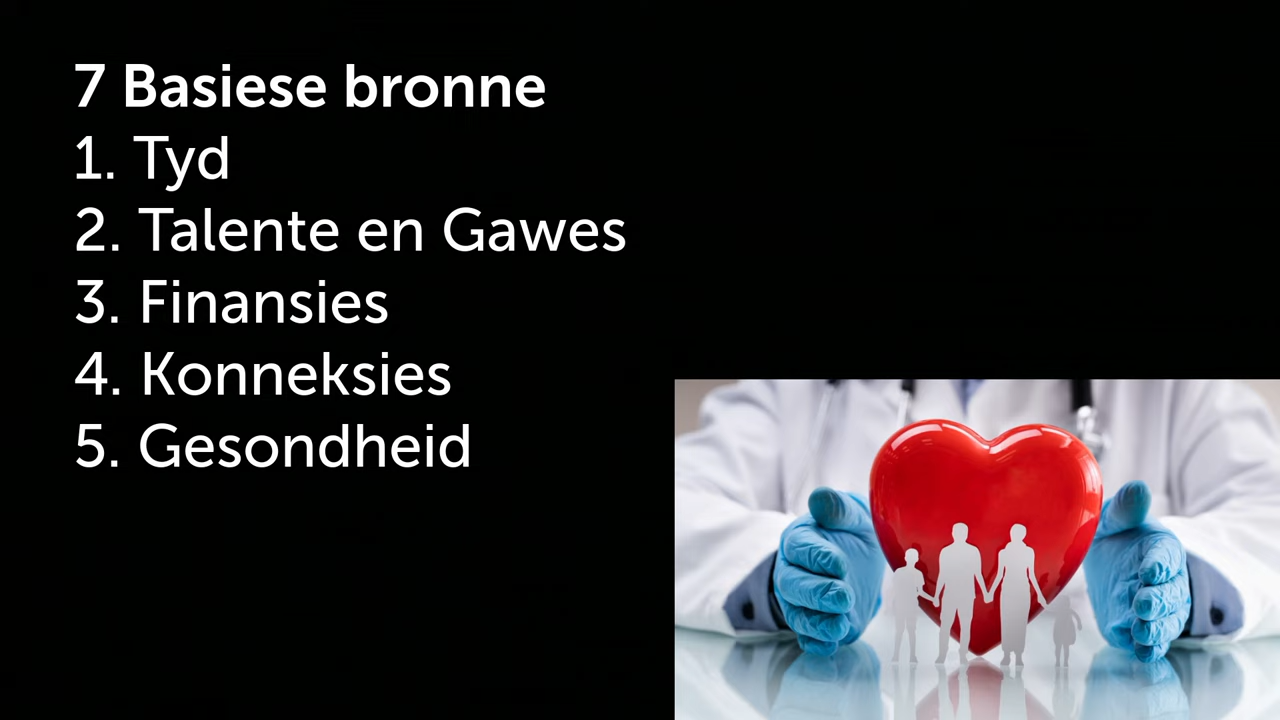 7 Basiese bronne
1. Tyd
2. Talente en Gawes
3. Finansies
4. Konneksies
5. Gesondheid